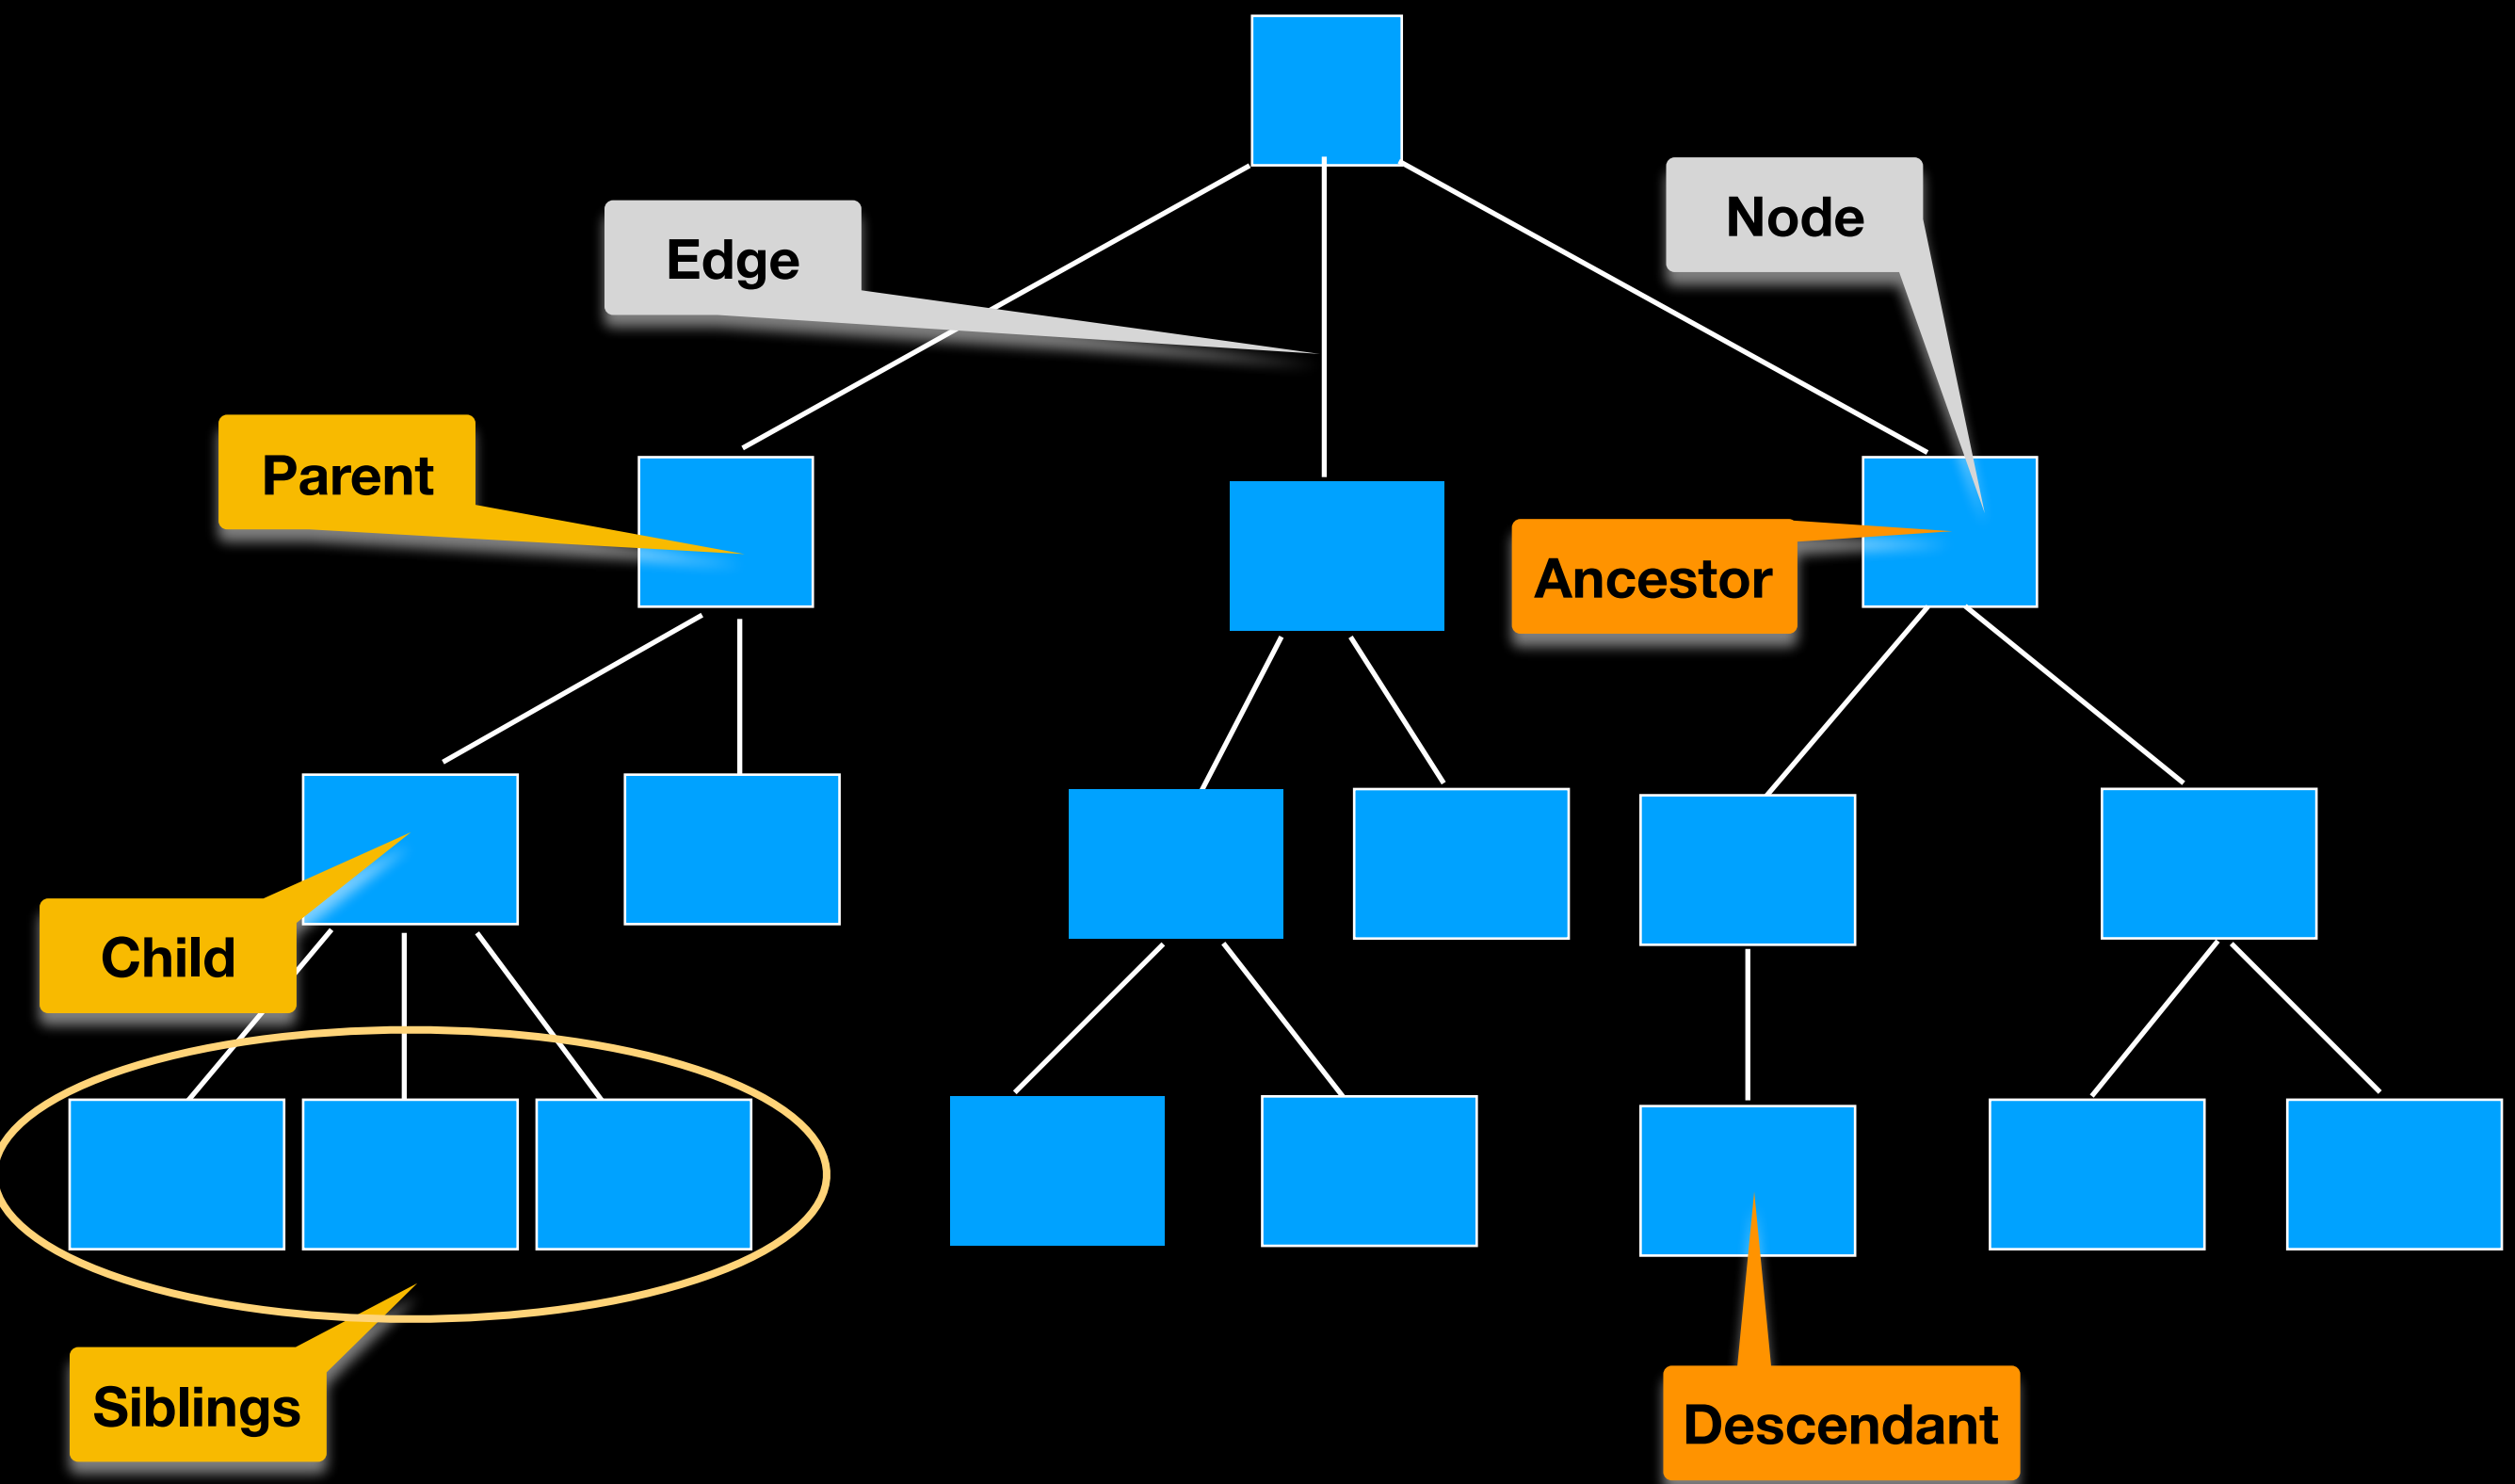 Node
Edge
Parent
Ancestor
Child
Siblings
Descendant